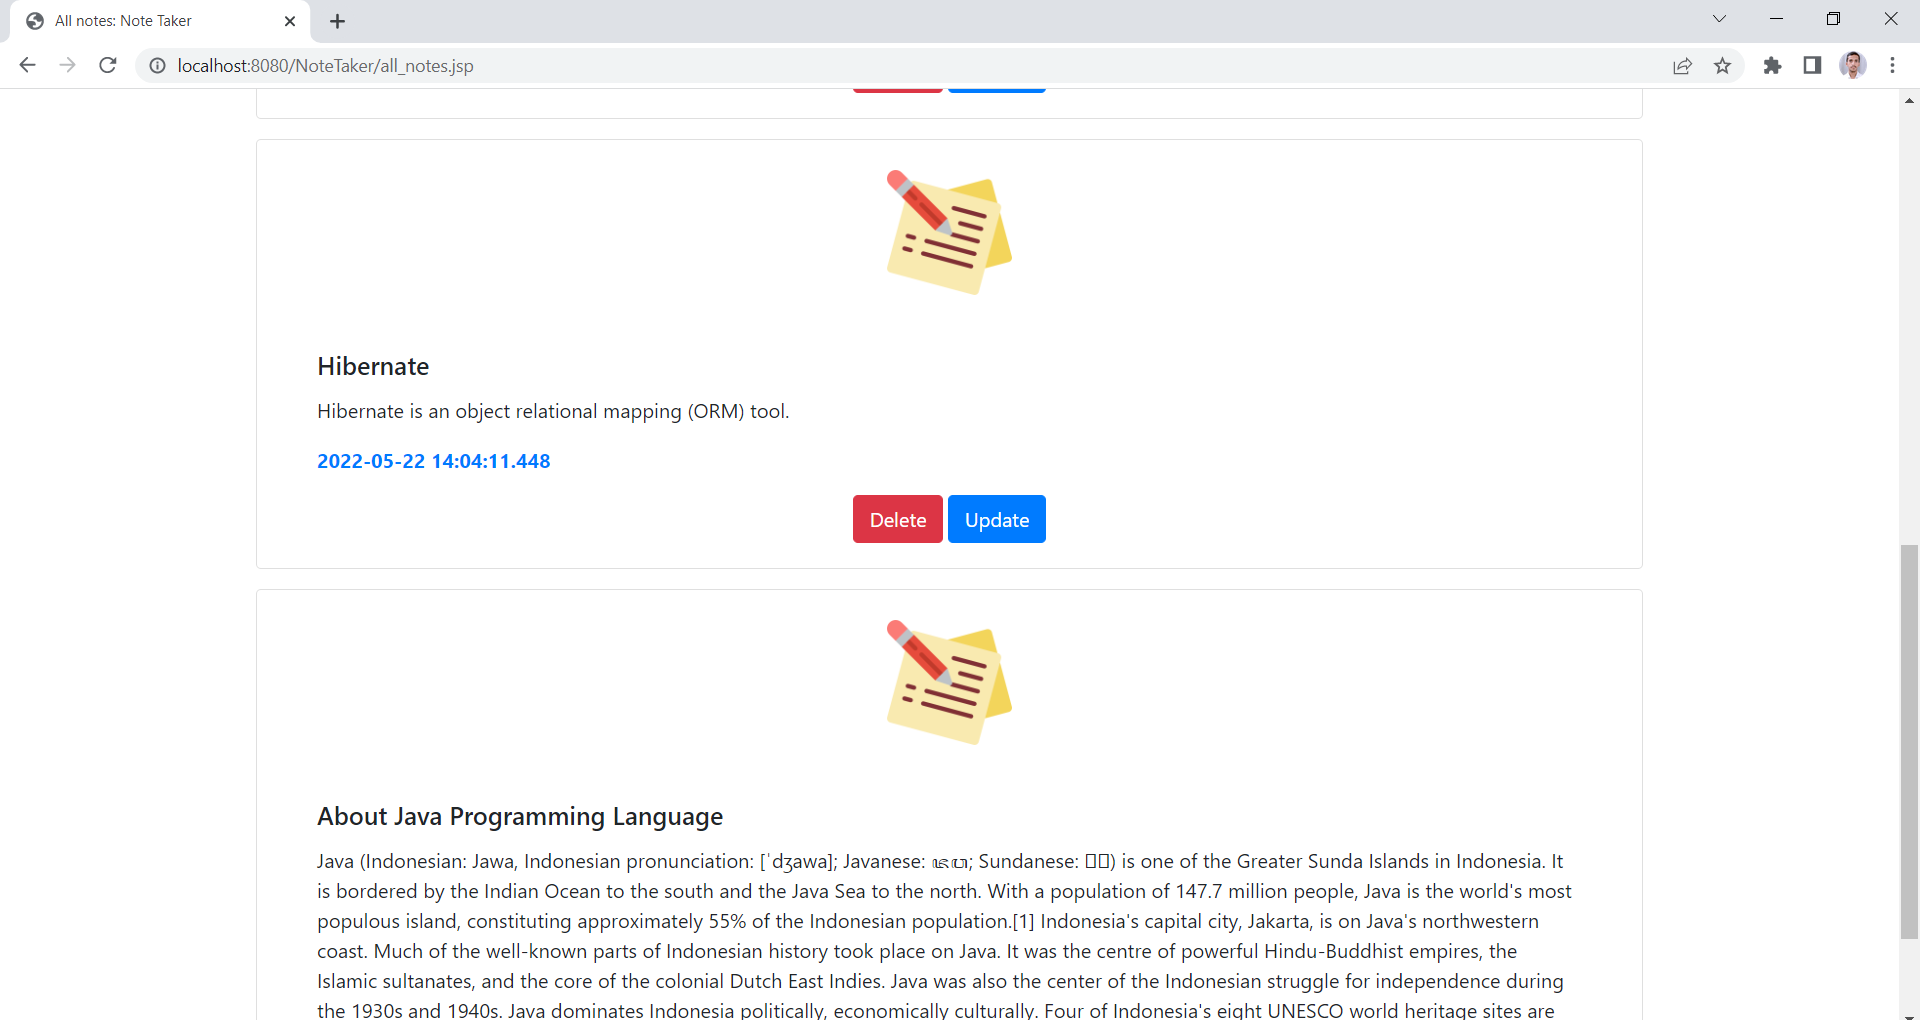 All notes: Note Taker
localhost:8080/NoteTaker/all_notes.jsp
Hibernate
Hibernate is an object relational mapping (ORM) tool.
2022-05-22 14:04:11.448
Delete Update
About Java Programming Language
Java (Indonesian: Jawa, Indonesian pronunciation: [ˈdʒawa]; Javanese: ꦗꦮ; Sundanese: ) is one of the Greater Sunda Islands in Indonesia. It
is bordered by the Indian Ocean to the south and the Java Sea to the north. With a population of 147.7 million people, Java is the world's most
populous island, constituting approximately 55% of the Indonesian population.[1] Indonesia's capital city, Jakarta, is on Java's northwestern
coast. Much of the well-known parts of Indonesian history took place on Java. It was the centre of powerful Hindu-Buddhist empires, the
Islamic sultanates, and the core of the colonial Dutch East Indies. Java was also the center of the Indonesian struggle for independence during
the 1930s and 1940s. Java dominates Indonesia politically, economically culturally. Four of Indonesia's eight UNESCO world heritage sites are